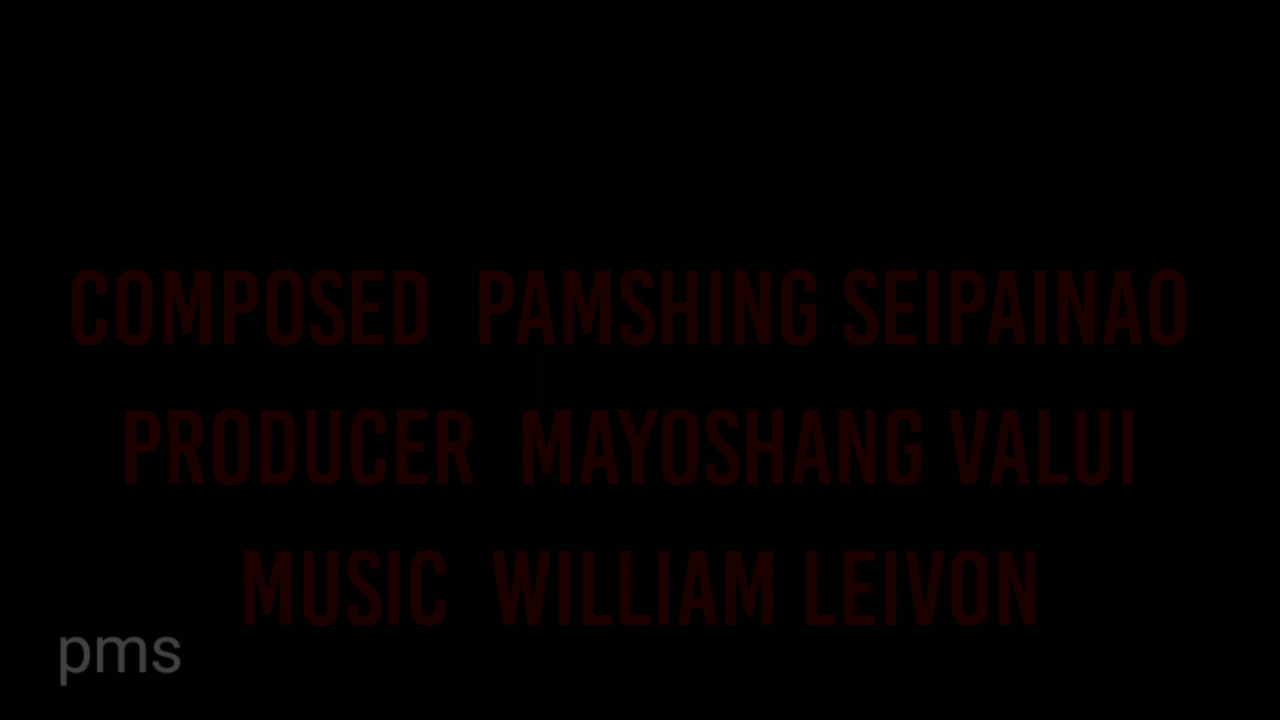 COMPOSED PAMSHING SEIPAINAO
PRODUCER MAYOSHANG VALUI
MUSIC WILLIAM LEIVON
pms